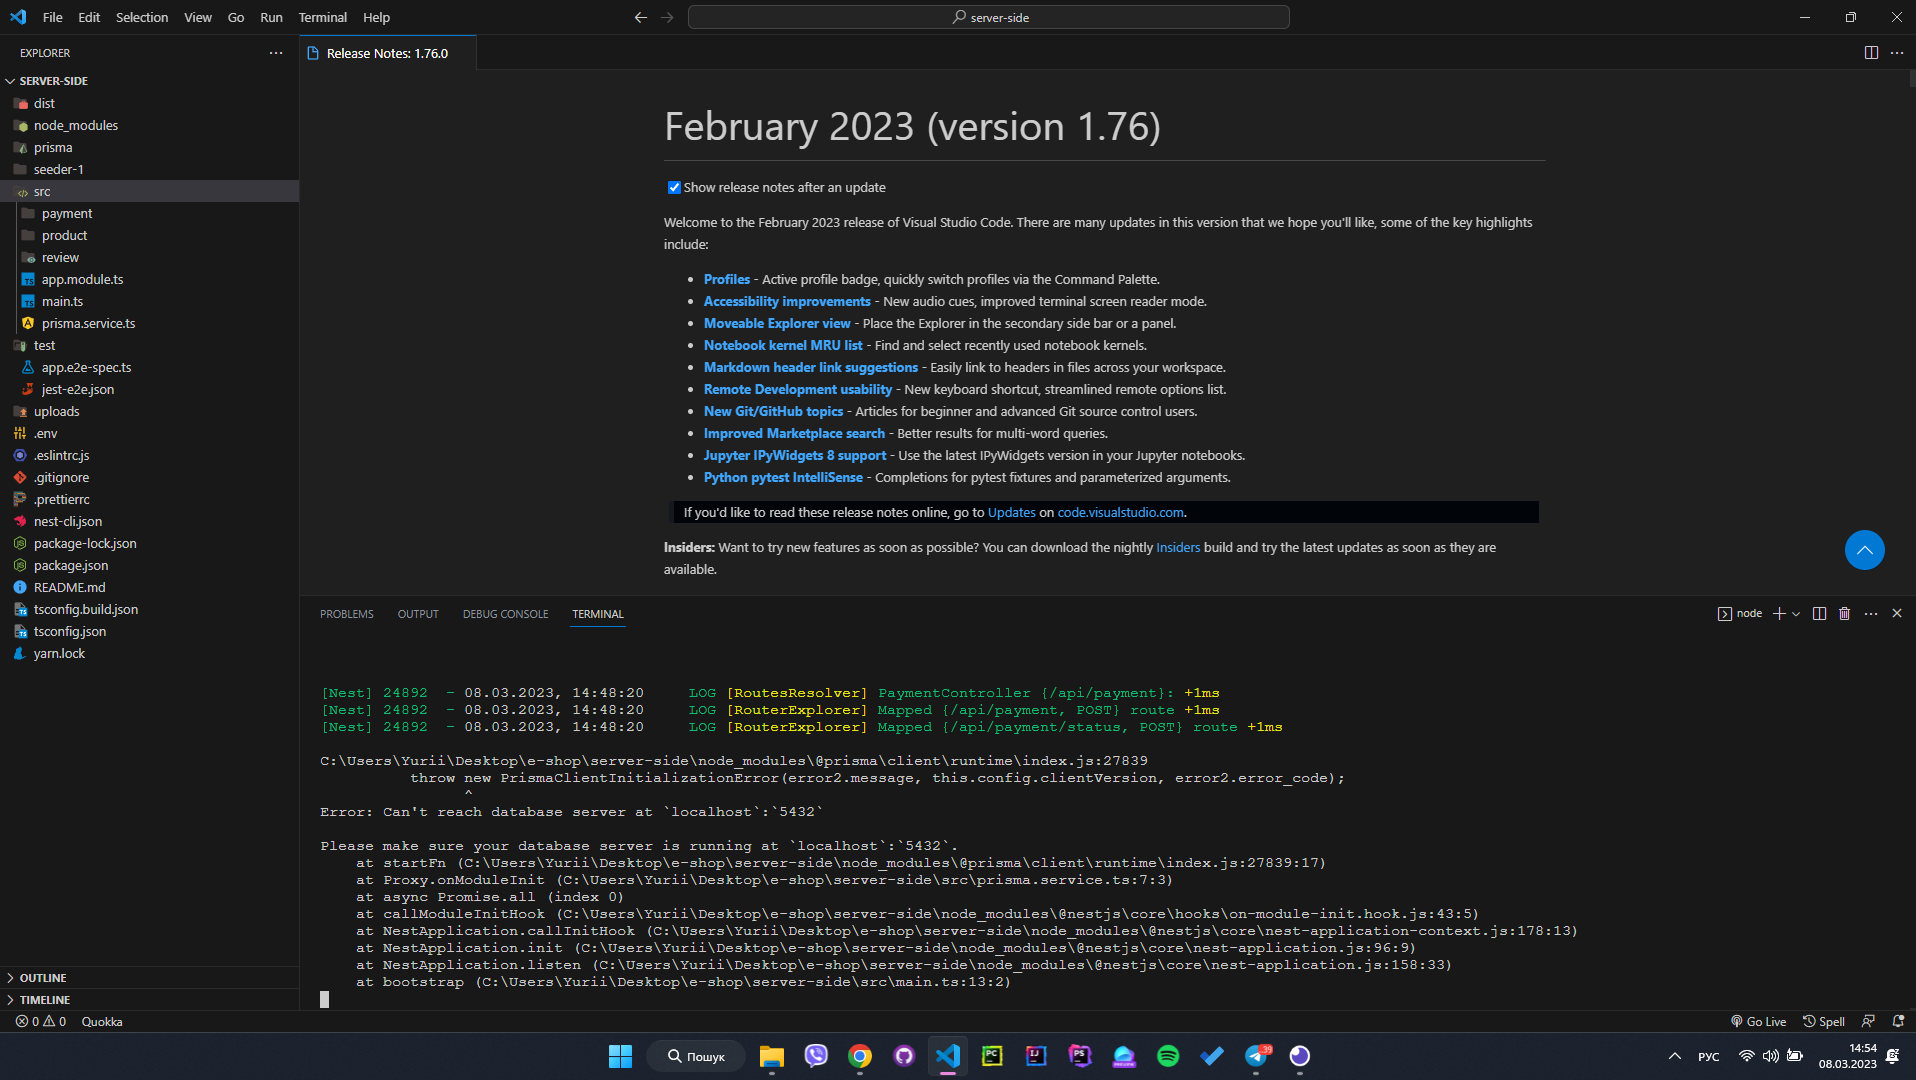 File Edit Selection View Go Run Terminal Help
server-side
EXPLORER
Release Notes: 1.76.0
SERVER-SIDE
dist
node_modules
prisma
seeder-1
src
payment
product
review
app.module.ts
main.ts
prisma.service.ts
test
app.e2e-spec.ts
jest-e2e.json
uploads
.env
.eslintrc.js
.gitignore
.prettierrc
nest-cli.json
package-lock.json
package.json
README.md
tsconfig.build.json
tsconfig.json
yarn.lock
OUTLINE
TIMELINE
February 2023 (version 1.76)
Show release notes after an update
Welcome to the February 2023 release of Visual Studio Code. There are many updates in this version that we hope you'll like, some of the key highlights
include:
• Profiles - Active profile badge, quickly switch profiles via the Command Palette.
• Accessibility improvements - New audio cues, improved terminal screen reader mode.
• Moveable Explorer view - Place the Explorer in the secondary side bar or a panel.
• Notebook kernel MRU list - Find and select recently used notebook kernels.
• Markdown header link suggestions - Easily link to headers in files across your workspace.
• Remote Development usability - New keyboard shortcut, streamlined remote options list.
• New Git/GitHub topics - Articles for beginner and advanced Git source control users.
• Improved Marketplace search - Better results for multi-word queries.
• Jupyter IPyWidgets 8 support - Use the latest IPyWidgets version in your Jupyter notebooks.
• Python pytest IntelliSense - Completions for pytest fixtures and parameterized arguments.
If you'd like to read these release notes online, go to Updates on code.visualstudio.com.
Insiders: Want to try new features as soon as possible? You can download the nightly Insiders build and try the latest updates as soon as they are
available.
PROBLEMS OUTPUT DEBUG CONSOLE TERMINAL
node
[Nest] 24892  - 08.03.2023, 14:48:20     LOG [RoutesResolver] PaymentController {/api/payment}: +1ms
[Nest] 24892  - 08.03.2023, 14:48:20     LOG [RouterExplorer] Mapped {/api/payment, POST} route +1ms
[Nest] 24892  - 08.03.2023, 14:48:20     LOG [RouterExplorer] Mapped {/api/payment/status, POST} route +1ms
C:\Users\Yurii\Desktop\e-shop\server-side\node_modules\@prisma\client\runtime\index.js:27839
throw new PrismaClientInitializationError(error2.message, this.config.clientVersion, error2.error_code);
^
Error: Can't reach database server at `localhost`:`5432`
Please make sure your database server is running at `localhost`:`5432`.
at startFn (C:\Users\Yurii\Desktop\e-shop\server-side\node_modules\@prisma\client\runtime\index.js:27839:17)
at Proxy.onModuleInit (C:\Users\Yurii\Desktop\e-shop\server-side\src\prisma.service.ts:7:3)
at async Promise.all (index 0)
at callModuleInitHook (C:\Users\Yurii\Desktop\e-shop\server-side\node_modules\@nestjs\core\hooks\on-module-init.hook.js:43:5)
at NestApplication.callInitHook (C:\Users\Yurii\Desktop\e-shop\server-side\node_modules\@nestjs\core\nest-application-context.js:178:13)
at NestApplication.init (C:\Users\Yurii\Desktop\e-shop\server-side\node_modules\@nestjs\core\nest-application.js:96:9)
at NestApplication.listen (C:\Users\Yurii\Desktop\e-shop\server-side\node_modules\@nestjs\core\nest-application.js:158:33)
at bootstrap (C:\Users\Yurii\Desktop\e-shop\server-side\src\main.ts:13:2)
0 0 Quokka
Go Live Spell
Пошук
PC
IJ
PS
39
РУС
14:54
08.03.2023